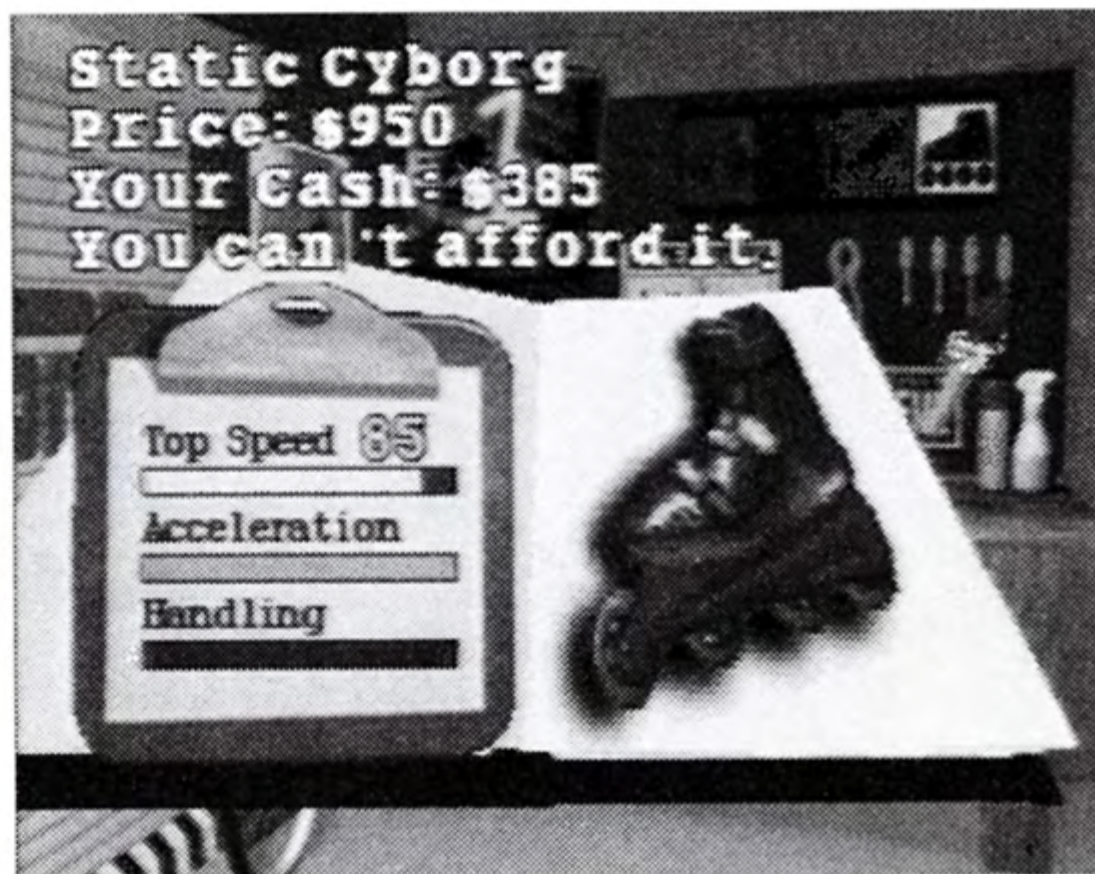 Static Cyborg
Price: $950
Your Cash: $385
You can't afford it.
Top Speed 85
Acceleration
Handling